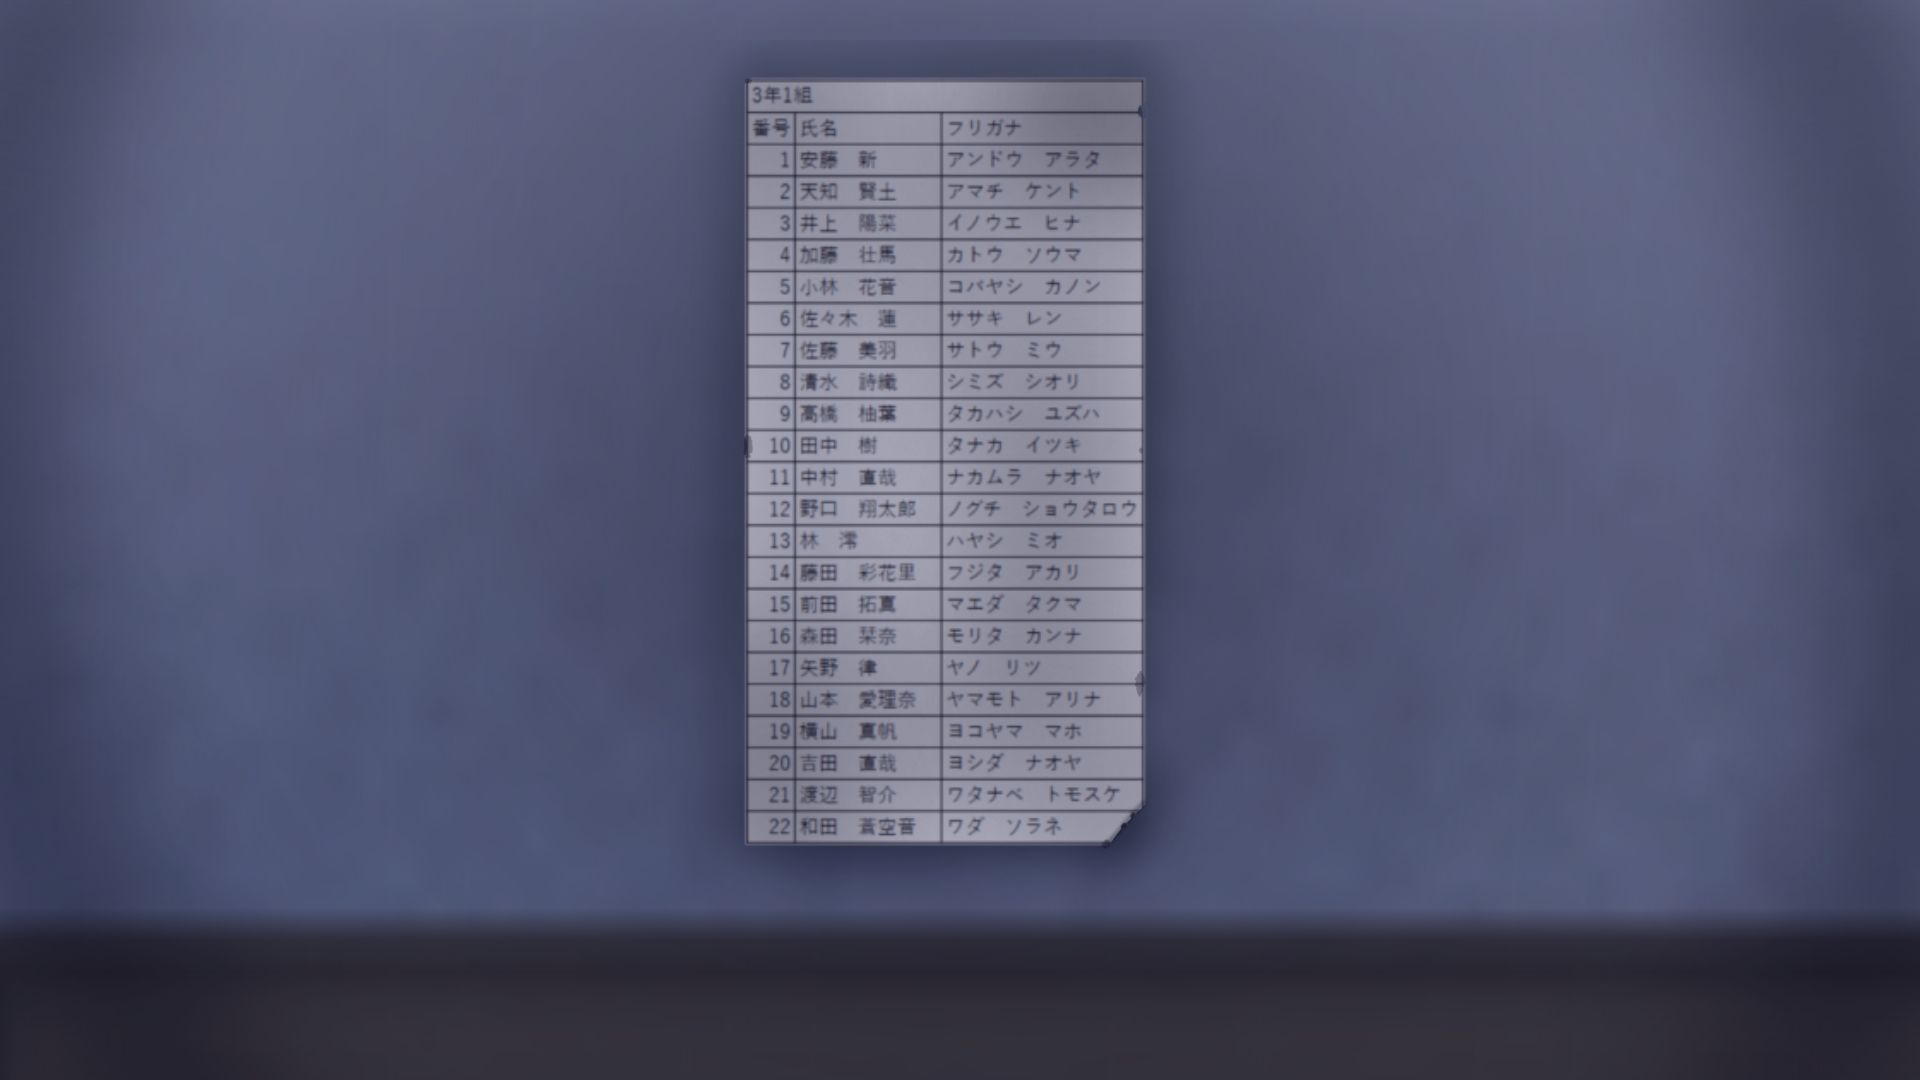 3年1組
番号 氏名 フリガナ
1 安藤　新 アンドウ　アラタ
2 天知　賢土 アマチ　ケント
3 井上　陽菜 イノウエ　ヒナ
4 加藤　壮馬 カトウ　ソウマ
5 小林　花音 コバヤシ　カノン
6 佐々木　蓮 ササキ　レン
7 佐藤　美羽 サトウ　ミウ
8 清水　詩織 シミズ　シオリ
9 高橋　柚葉 タカハシ　ユズハ
10 田中　樹 タナカ　イツキ
11 中村　直哉 ナカムラ　ナオヤ
12 野口　翔太郎 ノグチ　ショウタロウ
13 林　澪 ハヤシ　ミオ
14 藤田　彩花里 フジタ　アカリ
15 前田　拓真 マエダ　タクマ
16 森田　栞奈 モリタ　カンナ
17 矢野　律 ヤノ　リツ
18 山本　愛理奈 ヤマモト　アリナ
19 横山　真帆 ヨコヤマ　マホ
20 吉田　直哉 ヨシダ　ナオヤ
21 渡辺　智介 ワタナベ　トモスケ
22 和田　蒼空音 ワダ　ソラネ